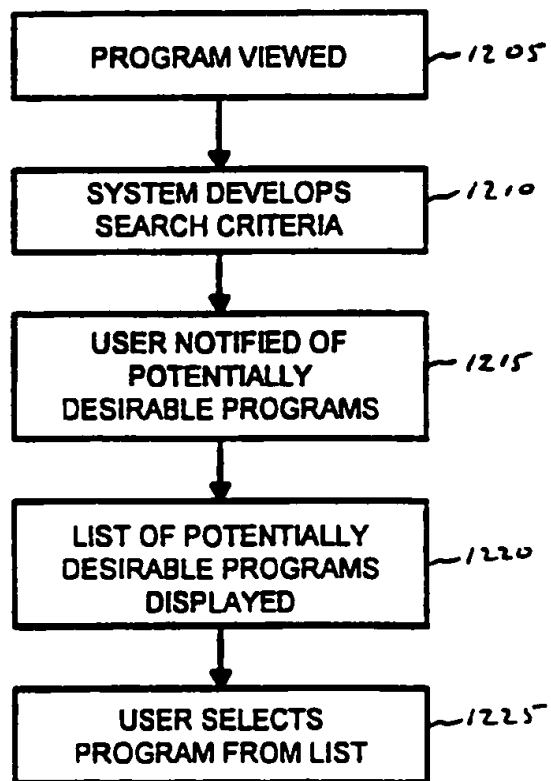 PROGRAM VIEWED
1205
SYSTEM DEVELOPS
SEARCH CRITERIA
1210
USER NOTIFIED OF
POTENTIALLY
DESIRABLE PROGRAMS
1215
LIST OF POTENTIALLY
DESIRABLE PROGRAMS
DISPLAYED
1220
USER SELECTS
PROGRAM FROM LIST
1225